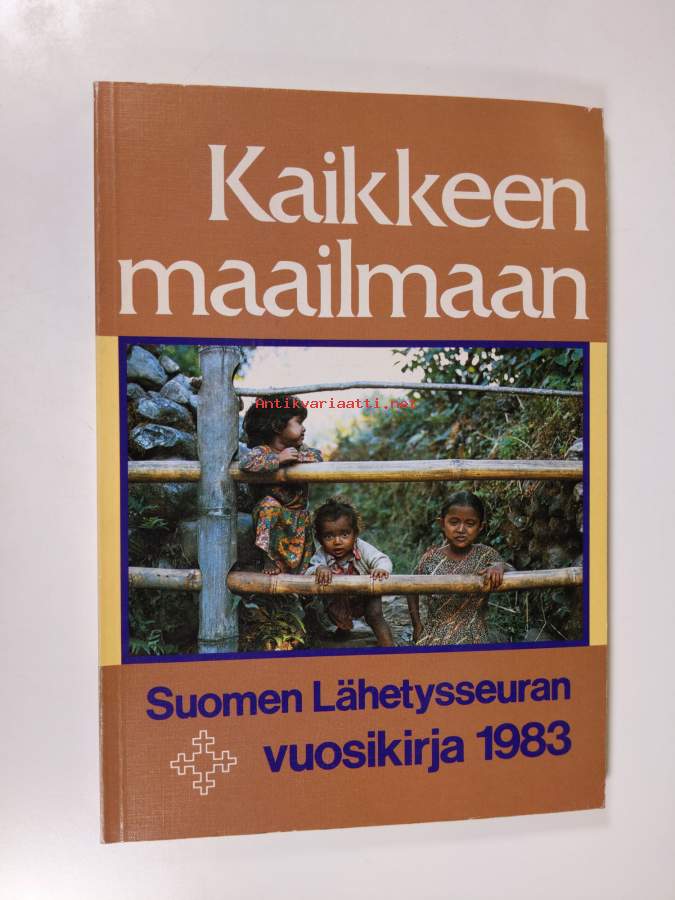 Kaikkeen
maailmaan
Antikvariaatti.net
Suomen Lähetysseuran
vuosikirja 1983